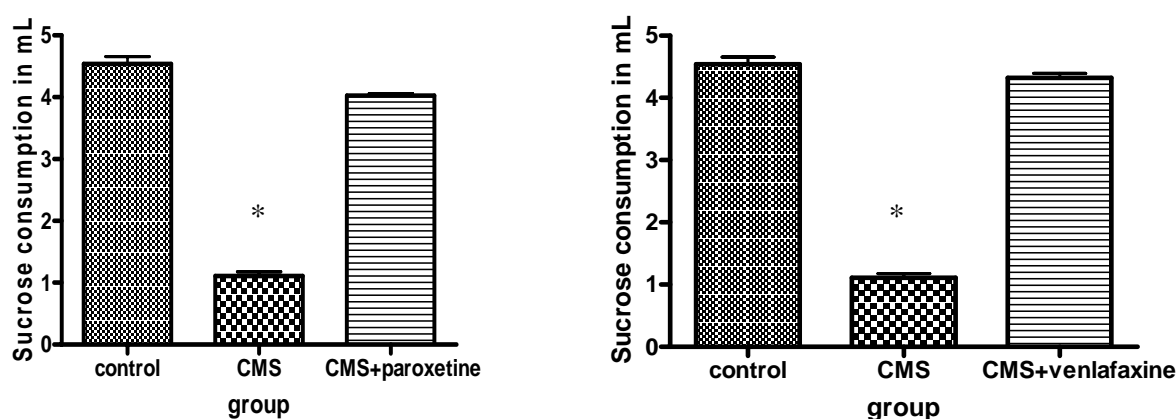 Sucrose consumption in mL
5
4
3
2
1
0
*
control CMS CMS+paroxetine
group
Sucrose consumption in mL
5
4
3
2
1
0
*
control CMS CMS+venlafaxine
group